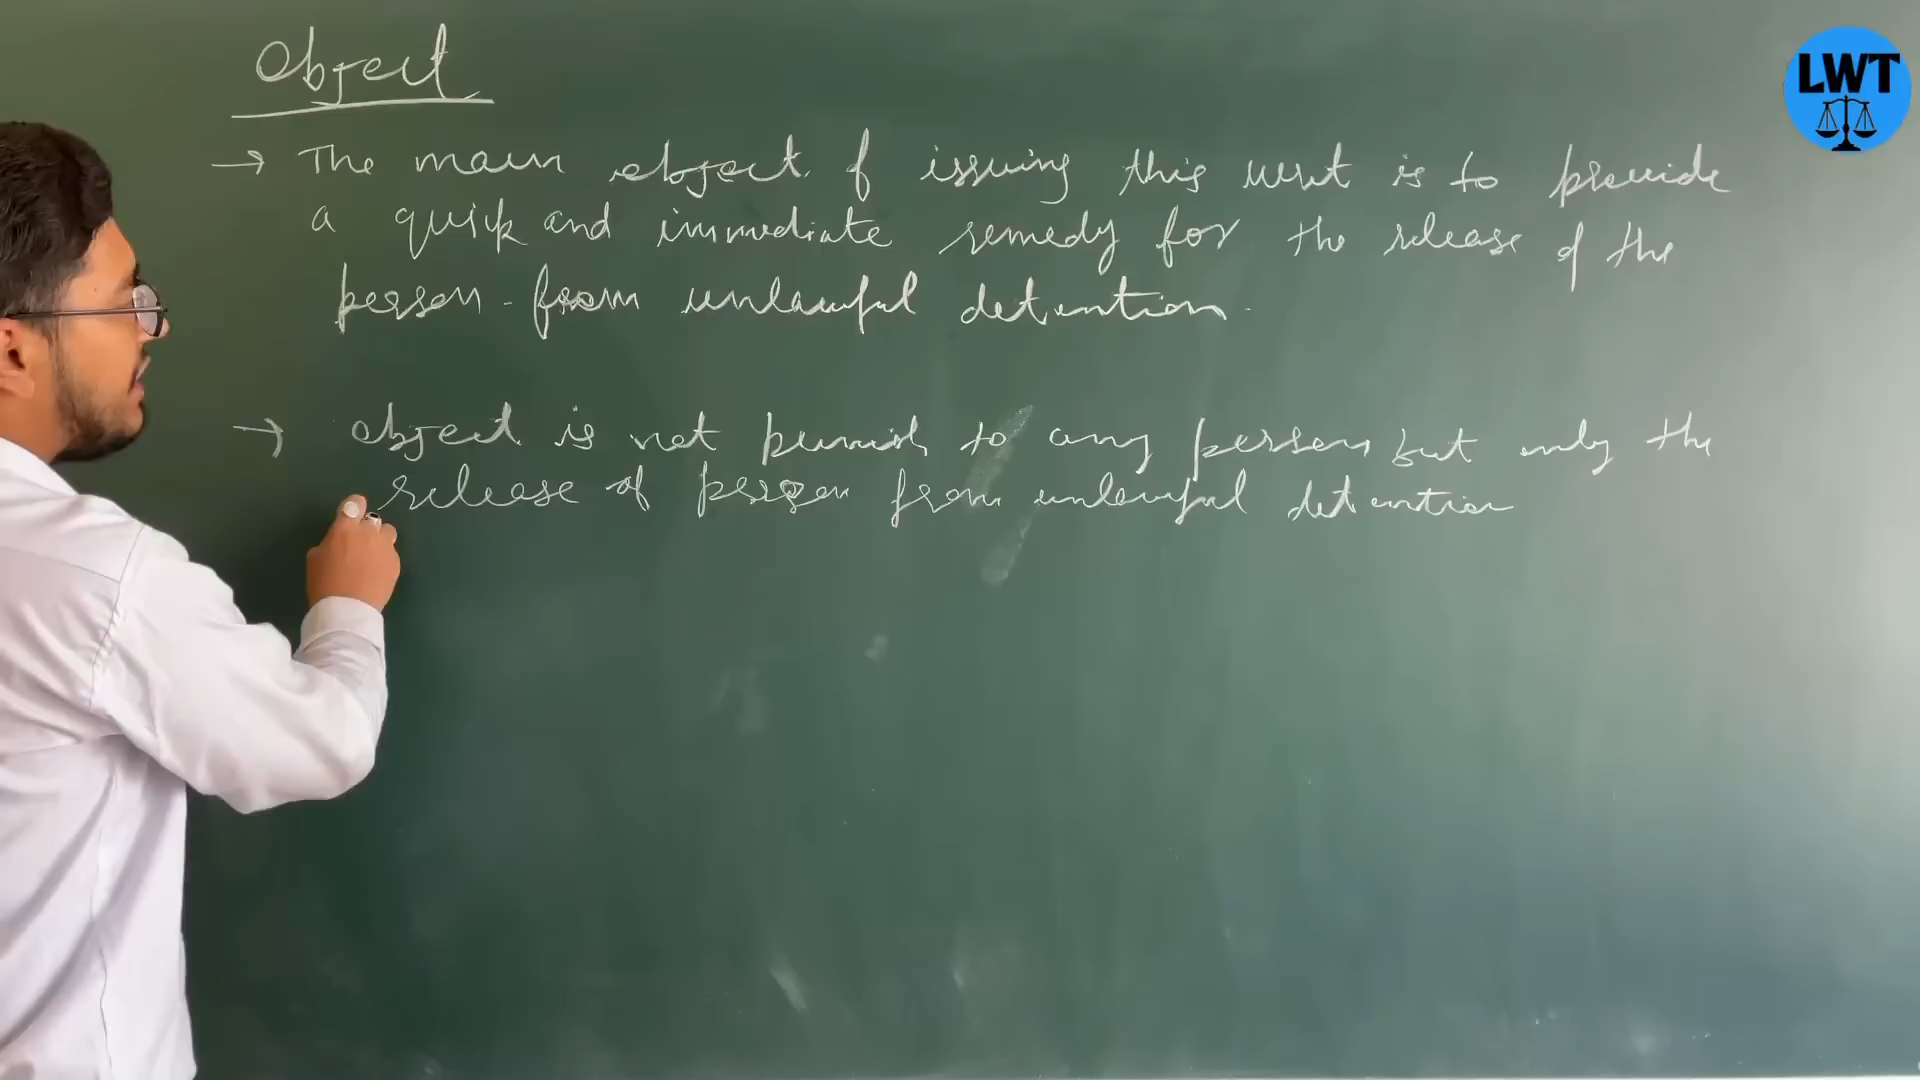 Object
LWT
→ The main object of issuing this writ is to provide
a quick and immediate remedy for the release of the
person from unlawful detention.
→ object is not punish to any person but only the
release of person from unlawful detention